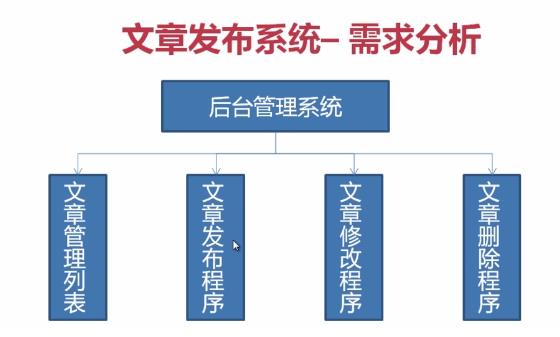 文章发布系统– 需求分析
后台管理系统
文章管理列表
文章发布程序
文章修改程序
文章删除程序